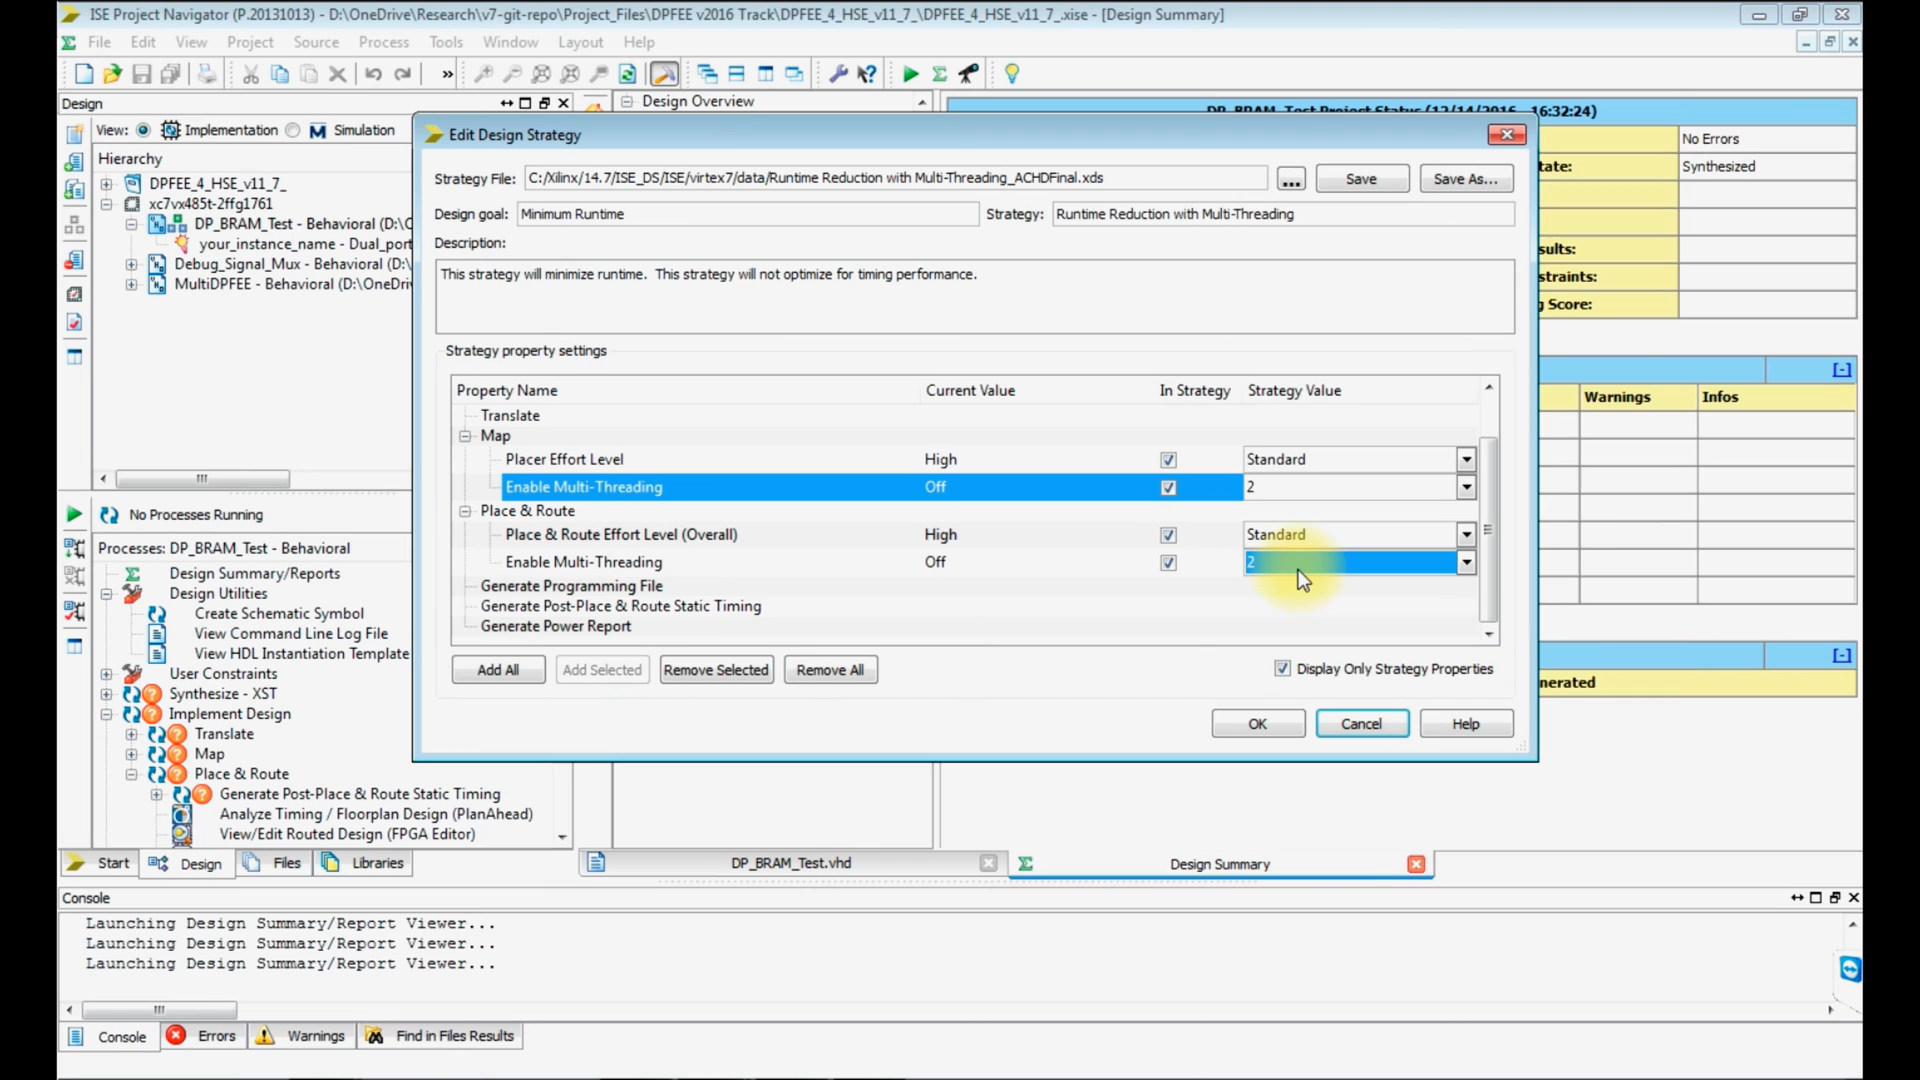 ISE Project Navigator (P.20131013) - D:\OneDrive\Research\v7-git-repo\Project_Files\DPFEE v2016 Track\DPFEE_4_HSE_v11_7_\DPFEE_4_HSE_v11_7_.xise - [Design Summary]
File Edit View Project Source Process Tools Window Layout Help
Design
Design Overview
DP_BRAM_Test Project Status (12/14/2016 - 16:32:24)
View: Implementation Simulation
Hierarchy
DPFEE_4_HSE_v11_7_
xc7vx485t-2ffg1761
DP_BRAM_Test - Behavioral (D:\C
your_instance_name - Dual_port
Debug_Signal_Mux - Behavioral (D:\
MultiDPFEE - Behavioral (D:\OneDriv
No Errors
tate: Synthesized
sults:
straints:
g Score:
[-]
Warnings Infos
[-]
nerated
Edit Design Strategy
Strategy File: C:/Xilinx/14.7/ISE_DS/ISE/virtex7/data/Runtime Reduction with Multi-Threading_ACHDFinal.xds ... Save Save As...
Design goal: Minimum Runtime Strategy: Runtime Reduction with Multi-Threading
Description:
This strategy will minimize runtime.  This strategy will not optimize for timing performance.
Strategy property settings
Property Name Current Value In Strategy Strategy Value
Translate
Map
Placer Effort Level High Standard
Enable Multi-Threading Off 2
Place & Route
Place & Route Effort Level (Overall) High Standard
Enable Multi-Threading Off 2
Generate Programming File
Generate Post-Place & Route Static Timing
Generate Power Report
Add All Add Selected Remove Selected Remove All Display Only Strategy Properties
OK Cancel Help
No Processes Running
Processes: DP_BRAM_Test - Behavioral
Design Summary/Reports
Design Utilities
Create Schematic Symbol
View Command Line Log File
View HDL Instantiation Template
User Constraints
Synthesize - XST
Implement Design
Translate
Map
Place & Route
Generate Post-Place & Route Static Timing
Analyze Timing / Floorplan Design (PlanAhead)
View/Edit Routed Design (FPGA Editor)
Start Design Files Libraries
DP_BRAM_Test.vhd Design Summary
Console
Launching Design Summary/Report Viewer...
Launching Design Summary/Report Viewer...
Launching Design Summary/Report Viewer...
Console Errors Warnings Find in Files Results